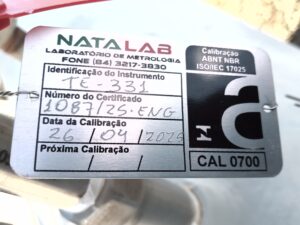 NATALAB
LABORATÓRIO DE METROLOGIA
FONE (84) 3217-3830
Identificação do Instrumento
TE-331
Número do Certificado
1087/25-ENG
Data da Calibração
26 / 04 / 2025
Próxima Calibração
/ /
Calibração
ABNT NBR
ISO/IEC 17025
CAL 0700